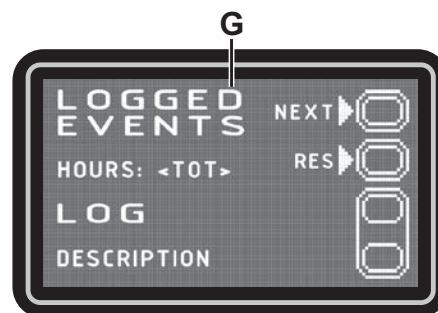 G
LOGGED
EVENTS
NEXT
HOURS: <TOT>
RES
LOG
DESCRIPTION